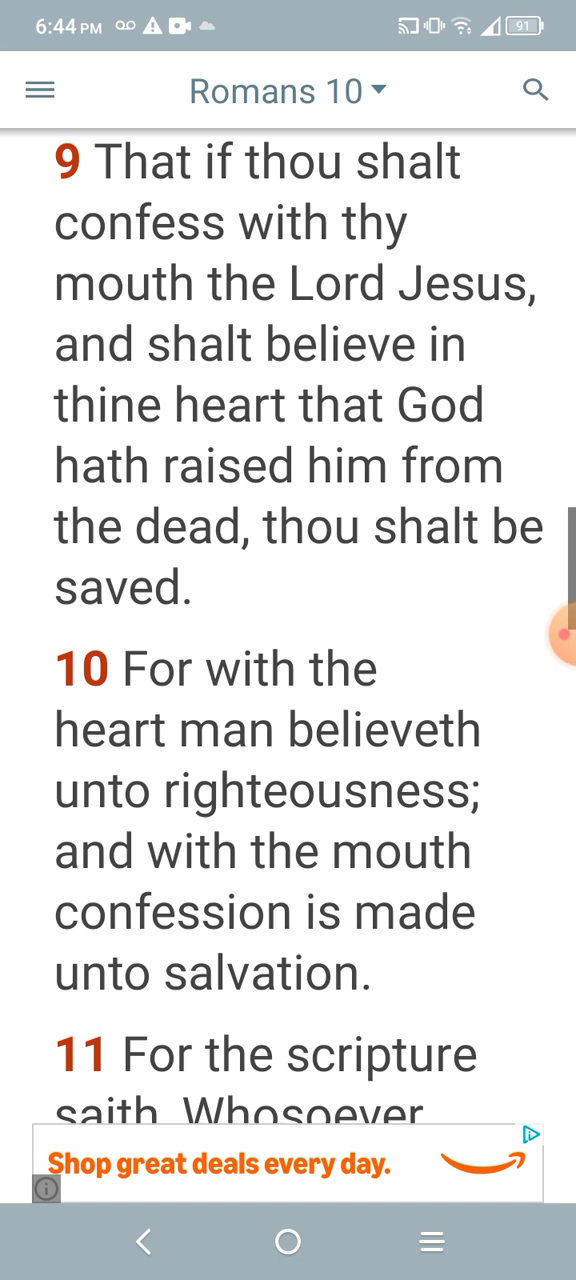 6:44 PM 91
Romans 10
9 That if thou shalt
confess with thy
mouth the Lord Jesus,
and shalt believe in
thine heart that God
hath raised him from
the dead, thou shalt be
saved.
10 For with the
heart man believeth
unto righteousness;
and with the mouth
confession is made
unto salvation.
11 For the scripture
saith, Whosoever
Shop great deals every day.